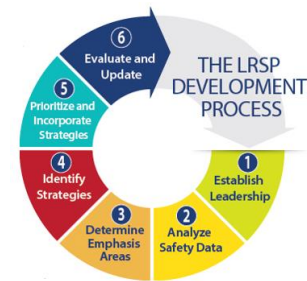 THE LRSP
DEVELOPMENT
PROCESS
1
Establish
Leadership
2
Analyze
Safety Data
3
Determine
Emphasis
Areas
4
Identify
Strategies
5
Prioritize and
Incorporate
Strategies
6
Evaluate and
Update